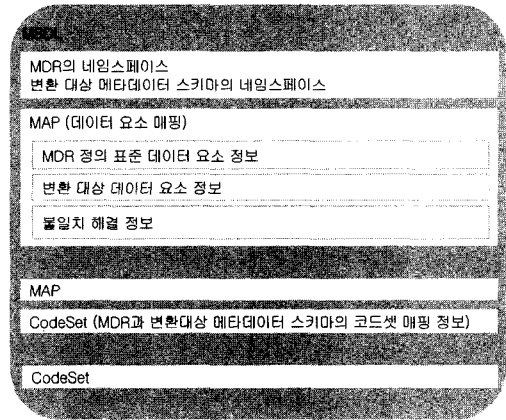 MDR의 네임스페이스
변환 대상 메타데이터 스키마의 네임스페이스
MAP (데이터 요소 매핑)
MDR 정의 표준 데이터 요소 정보
변환 대상 데이터 요소 정보
불일치 해결 정보
MAP
CodeSet (MDR과 변환대상 메타데이터 스키마의 코드셋 매핑 정보)
CodeSet